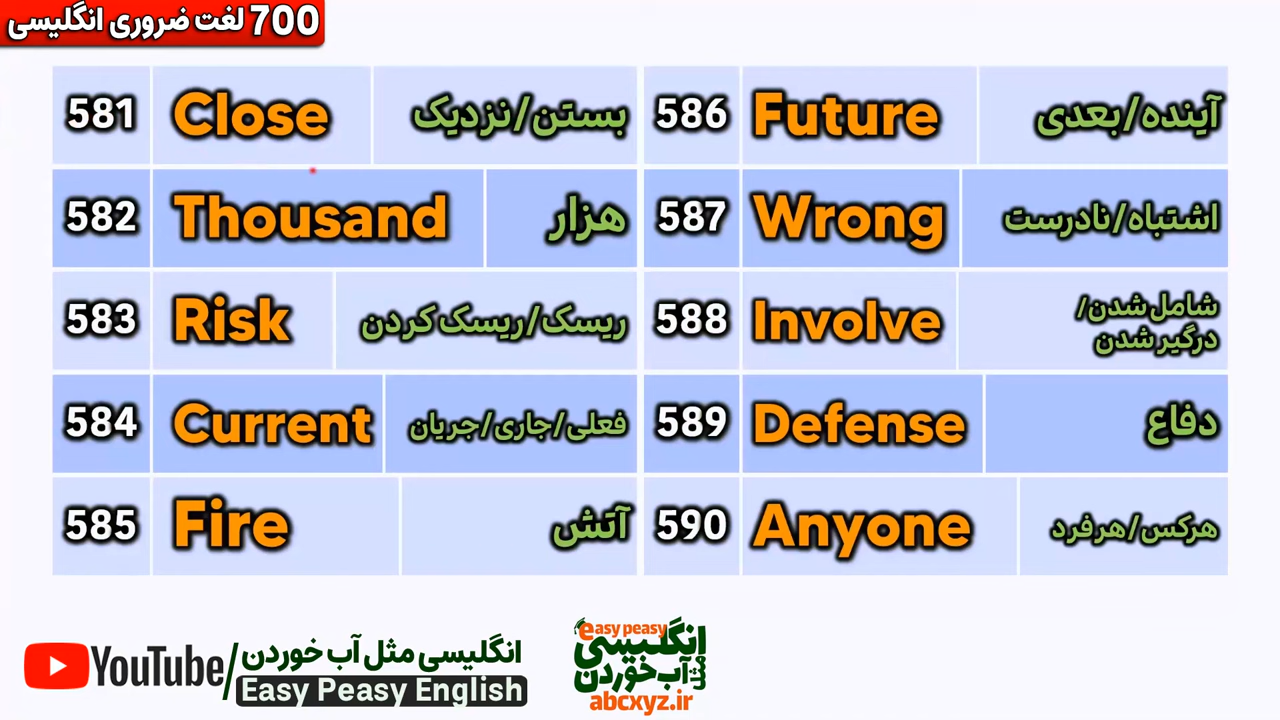 700 لغت ضروری انگلیسی
581 Close بستن/نزدیک
582 Thousand هزار
583 Risk ریسک/ریسک کردن
584 Current فعلی/جاری/جریان
585 Fire آتش
586 Future آینده/بعدی
587 Wrong اشتباه/نادرست
588 Involve شامل شدن/
درگیر شدن
589 Defense دفاع
590 Anyone هرکس/هر فرد
YouTube/انگلیسی مثل آب خوردن
Easy Peasy English
easy peasy
انگلیسی
مثل آب خوردن
abcxyz.ir